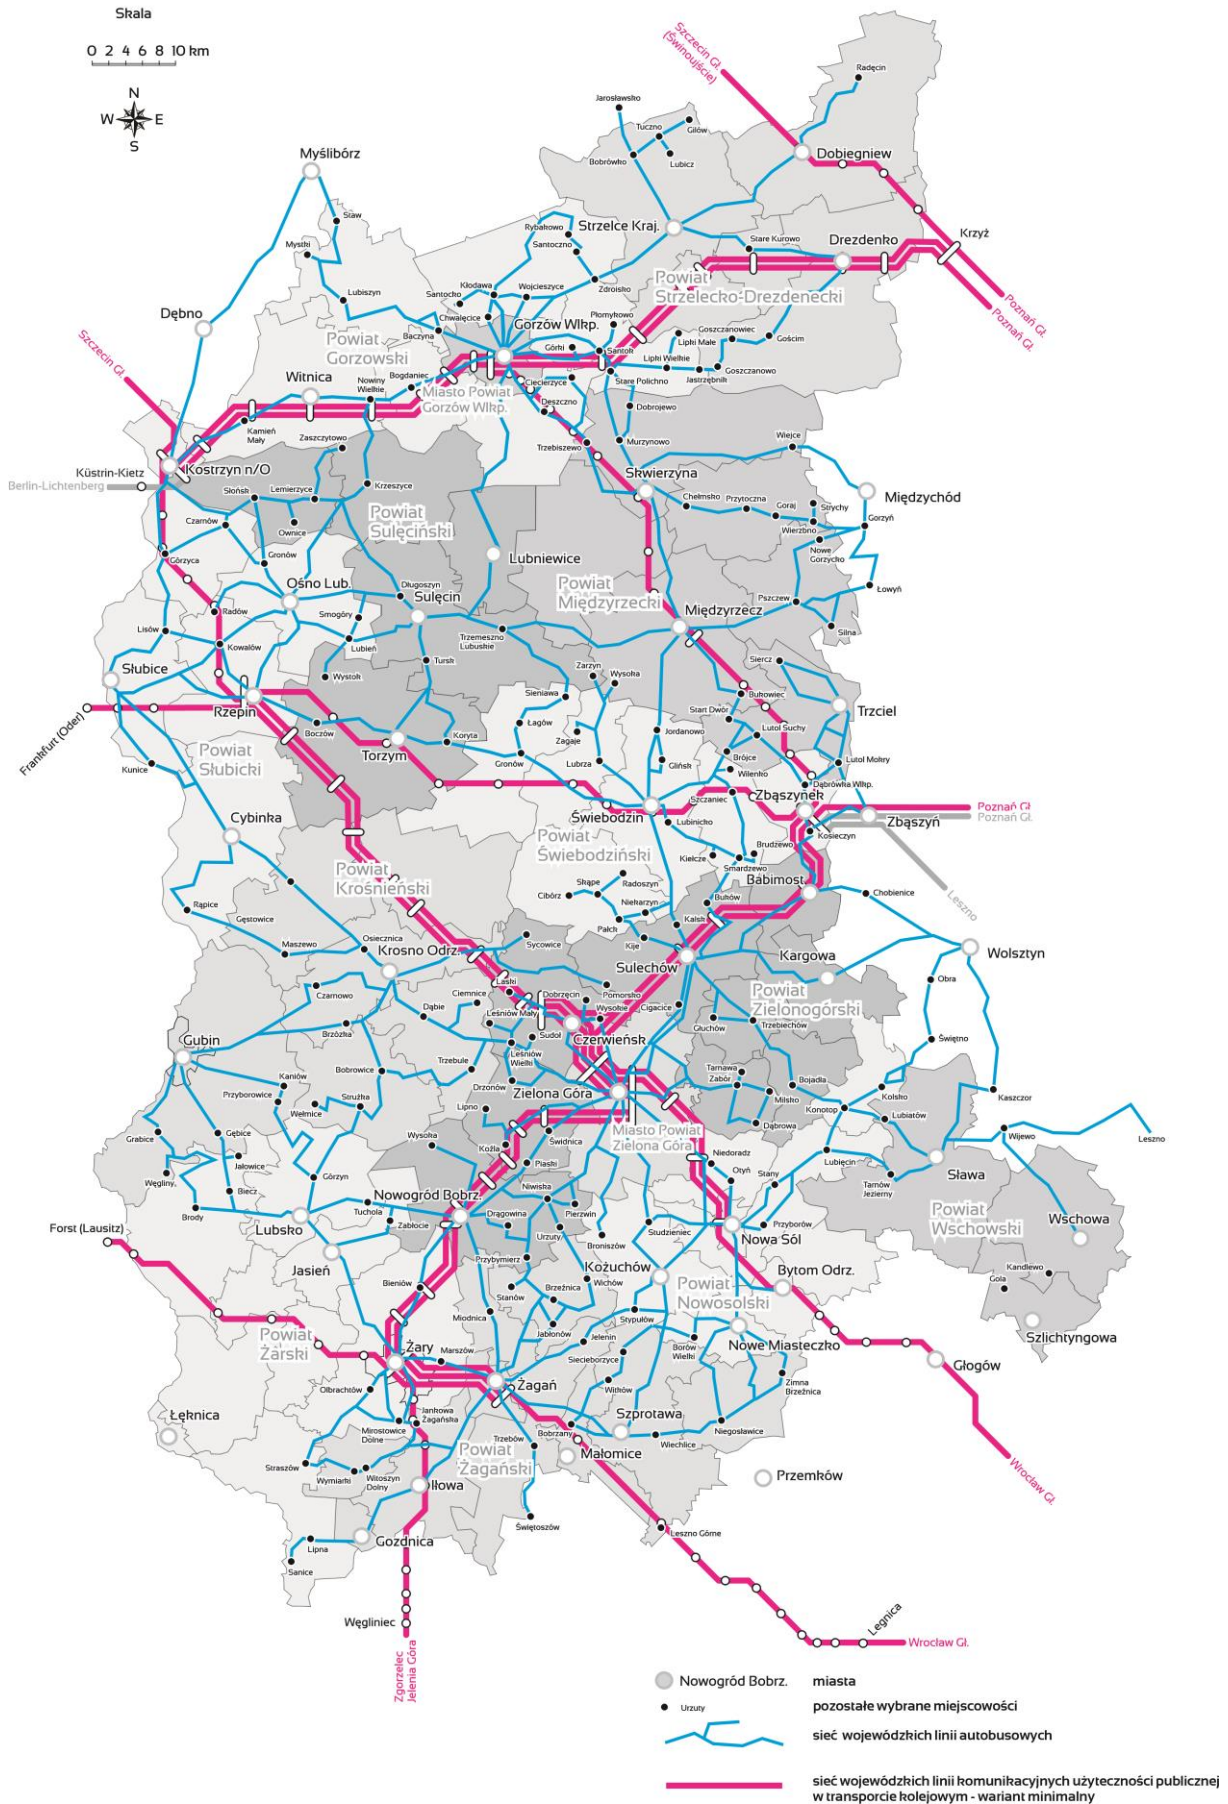 Skala
0 2 4 6 8 10 km
N
W E
S
Szczecin Gł.
(Świnoujście)
Radęcin
Jarosławsko
Tuczno
Gilów
Bobrówko
Lubicz
Dobiegniew
Myślibórz
Staw
Mystki
Rybakowo
Santoczno
Strzelce Kraj.
Stare Kurowo
Drezdenko
Krzyż
Powiat
Strzelecko-Drezdenecki
Zdroisko
Kłodawa
Wojcieszyce
Santocko
Lubiszyn
Chwalęcice
Płomykowo
Poznań Gł.
Poznań Gł.
Dębno
Baczyna
Gorzów Wlkp.
Goszczanowiec
Gościm
Lipki Małe
Szczecin Gł.
Powiat
Gorzowski
Górki
Santok
Lipki Wielkie
Goszczanowo
Jastrzębnik
Witnica
Nowiny
Wielkie
Bogdaniec
Miasto Powiat
Gorzów Wlkp.
Ciecierzyce
Stare Polichno
Deszczno
Dobrojewo
Kamień
Mały
Zaszczytowo
Trzebiszewo
Murzynowo
Wiejce
Küstrin-Kietz
Berlin-Lichtenberg
Kostrzyn n/O
Skwierzyna
Międzychód
Słońsk
Lemierzyce
Krzeszyce
Chełmsko
Przytoczna
Goraj
Strychy
Gorzyń
Wierzbno
Czarnów
Ownice
Powiat
Sulęciński
Nowe
Gorzycko
Górzyca
Gronów
Lubniewice
Łowyń
Ośno Lub.
Długoszyn
Sulęcin
Powiat
Międzyrzecki
Pszczew
Radów
Smogóry
Międzyrzecz
Silna
Lisów
Kowalów
Lubień
Trzemeszno
Lubuskie
Słubice
Wystok
Tursk
Zarzyn
Wysoka
Siercz
Sieniawa
Bukowiec
Trzciel
Rzepin
Start Dwór
Frankfurt (Oder)
Boczów
Torzym
Koryta
Łagów
Zagaje
Jordanowo
Lutol Suchy
Powiat
Słubicki
Kunice
Gronów
Lubrza
Glińsk
Brójce
Wilenko
Lutol Mokry
Dąbrówka Wlkp.
Cybinka
Świebodzin
Szczaniec
Zbąszynek
Poznań Gł.
Poznań Gł.
Zbąszyń
Lubinicko
Kosieczyn
Powiat
Świebodziński
Kiełcze
Smardzewo
Brudzewo
Leszno
Powiat
Krośnieński
Babimost
Skąpe
Radoszyn
Cibórz
Chobienice
Rąpice
Gęstowice
Niekarzyn
Buków
Pałck
Kalsk
Maszewo
Osiecznica
Sycowice
Kije
Krosno Odrz.
Sulechów
Kargowa
Wolsztyn
Laski
Obra
Czarnowo
Ciemnice
Dobrzęcin
Pomorsko
Powiat
Zielonogórski
Dąbie
Leśniów Mały
Wysokie
Cigacice
Brzózka
Sudoł
Czerwieńsk
Głuchów
Trzebiechów
Gubin
Leśniów
Wielki
Świętno
Bobrowice
Trzebule
Kaniów
Drzonów
Tarnawa
Zabór
Bojadła
Przyborowice
Wełmice
Strużka
Zielona Góra
Milsko
Kolsko
Kaszczor
Lipno
Konotop
Lubiatów
Grabice
Gębice
Wysoka
Kożla
Świdnica
Miasto Powiat
Zielona Góra
Dąbrowa
Wijewo
Leszno
Jałowice
Niedoradz
Lubięcin
Sława
Węgliny
Górzyn
Piaski
Otyń
Stany
Tarnów
Jezierny
Biecz
Nowogród Bobrz.
Niwiska
Brody
Tuchola
Pierzwin
Powiat
Wschowski
Forst (Lausitz)
Lubsko
Zabłocie
Drągowina
Studzieniec
Nowa Sól
Przyborów
Wschowa
Urzuty
Broniszów
Jasień
Przybymierz
Kożuchów
Bytom Odrz.
Kandlewo
Bieniów
Stanów
Brzeźnica
Wichów
Powiat
Nowosolski
Gola
Miodnica
Stypułów
Szlichtyngowa
Powiat
Żarski
Jabłonów
Jelenin
Borów
Wielki
Nowe Miasteczko
Żary
Marszów
Siecieborzyce
Głogów
Olbrachtów
Żagań
Witków
Zimna
Brzeźnica
Łęknica
Jankowa
Żagańska
Szprotawa
Mirostowice
Dolne
Trzebów
Bobrzany
Niegosławice
Wiechlice
Straszów
Powiat
Żagański
Małomice
Wymiarki
Witoszyn
Dolny
Przemków
Wrocław Gł.
Iłowa
Świętoszów
Leszno Górne
Gozdnica
Lipna
Sanice
Węgliniec
Legnica
Wrocław Gł.
Zgorzelec
Jelenia Góra
Nowogród Bobrz. miasta
Urzuty pozostałe wybrane miejscowości
sieć wojewódzkich linii autobusowych
sieć wojewódzkich linii komunikacyjnych użyteczności publicznej
w transporcie kolejowym - wariant minimalny